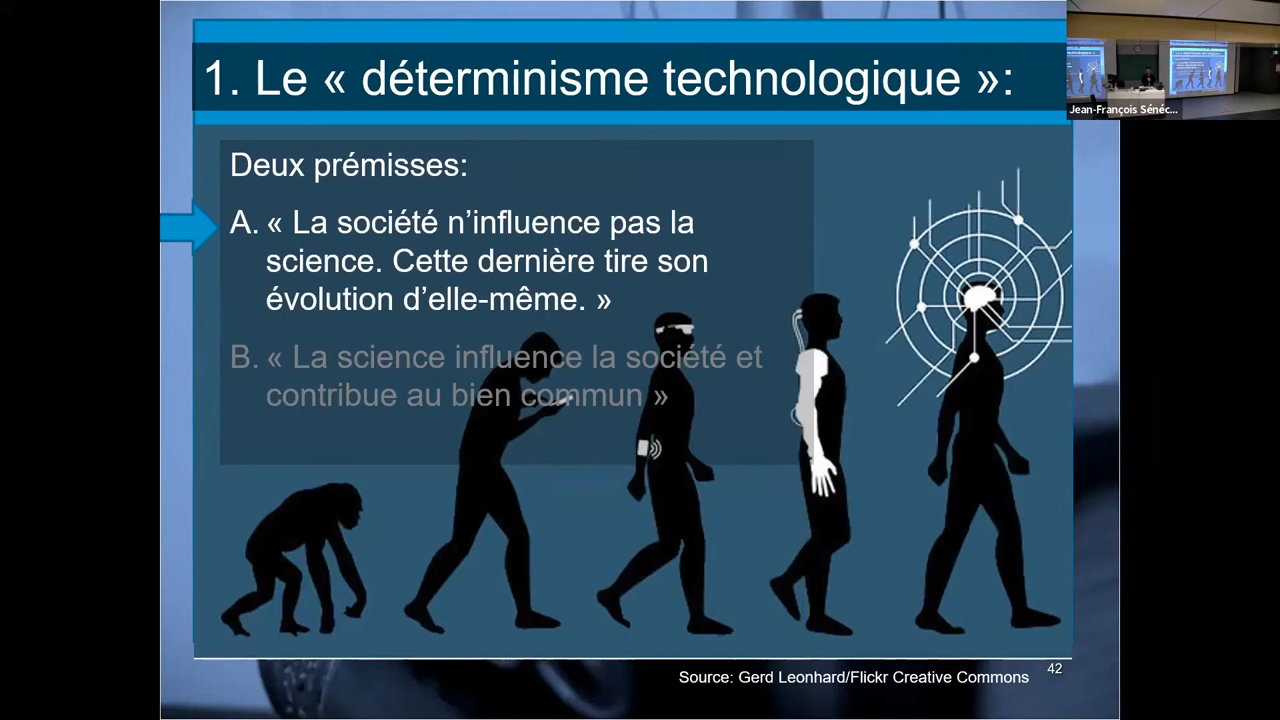 1. Le « déterminisme technologique »:
Jean-François Sénéc...
Deux prémisses:
A. « La société n’influence pas la
science. Cette dernière tire son
évolution d’elle-même. »
B. « La science influence la société et
contribue au bien commun »
Source: Gerd Leonhard/Flickr Creative Commons
42